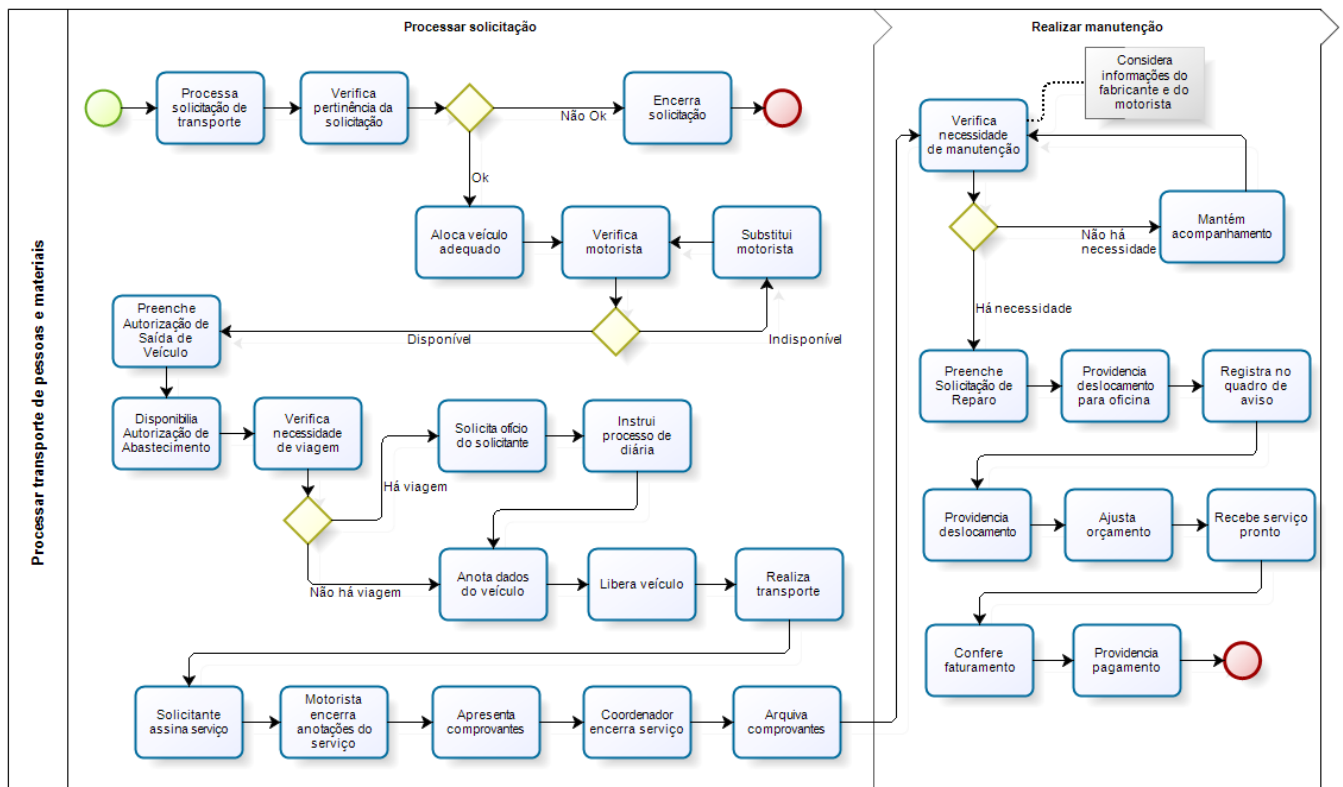 Processar transporte de pessoas e materiais
Processar solicitação
Realizar manutenção
Processa
solicitação de
transporte
Verifica
pertinência da
solicitação
Não Ok
Encerra
solicitação
Ok
Aloca veículo
adequado
Verifica
motorista
Substitui
motorista
Disponível
Indisponível
Preenche
Autorização de
Saída de
Veículo
Disponibilia
Autorização de
Abastecimento
Verifica
necessidade
de viagem
Há viagem
Solicita ofício
do solicitante
Instrui
processo de
diária
Não há viagem
Anota dados
do veículo
Libera veículo
Realiza
transporte
Solicitante
assina serviço
Motorista
encerra
anotações do
serviço
Apresenta
comprovantes
Coordenador
encerra serviço
Arquiva
comprovantes
Considera
informações do
fabricante e do
motorista
Verifica
necessidade
de manutenção
Não há
necessidade
Mantém
acompanhamento
Há necessidade
Preenche
Solicitação de
Reparo
Providencia
deslocamento
para oficina
Registra no
quadro de
aviso
Providencia
deslocamento
Ajusta
orçamento
Recebe serviço
pronto
Confere
faturamento
Providencia
pagamento